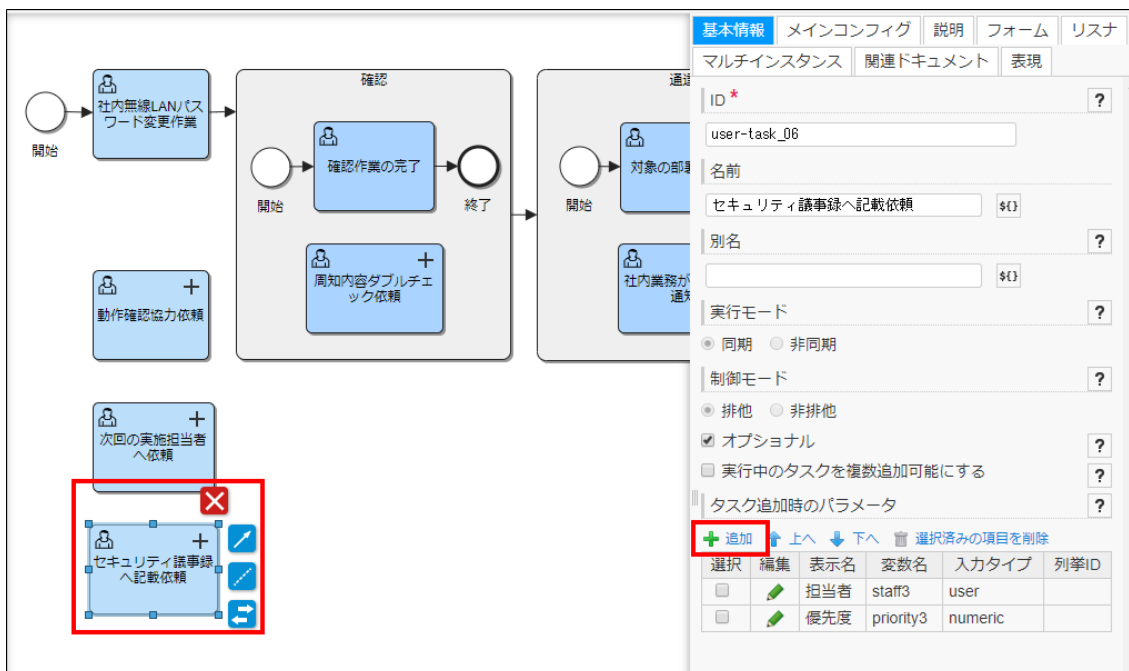 開始
社内無線LANパス
ワード変更作業
確認
開始
確認作業の完了
終了
周知内容ダブルチェ
ック依頼
開始
社内業務が
動作確認協力依頼
次回の実施担当者
へ依頼
セキュリティ議事録
へ記載依頼
基本情報 メインコンフィグ 説明 フォーム リスナ
マルチインスタンス 関連ドキュメント 表現
ID * ?
user-task_06
名前
セキュリティ議事録へ記載依頼 ${}
別名 ?
${}
実行モード ?
同期 非同期
制御モード ?
排他 非排他
オプショナル ?
実行中のタスクを複数追加可能にする ?
タスク追加時のパラメータ ?
追加 上へ 下へ 選択済みの項目を削除
選択 編集 表示名 変数名 入力タイプ 列挙ID
担当者 staff3 user
優先度 priority3 numeric